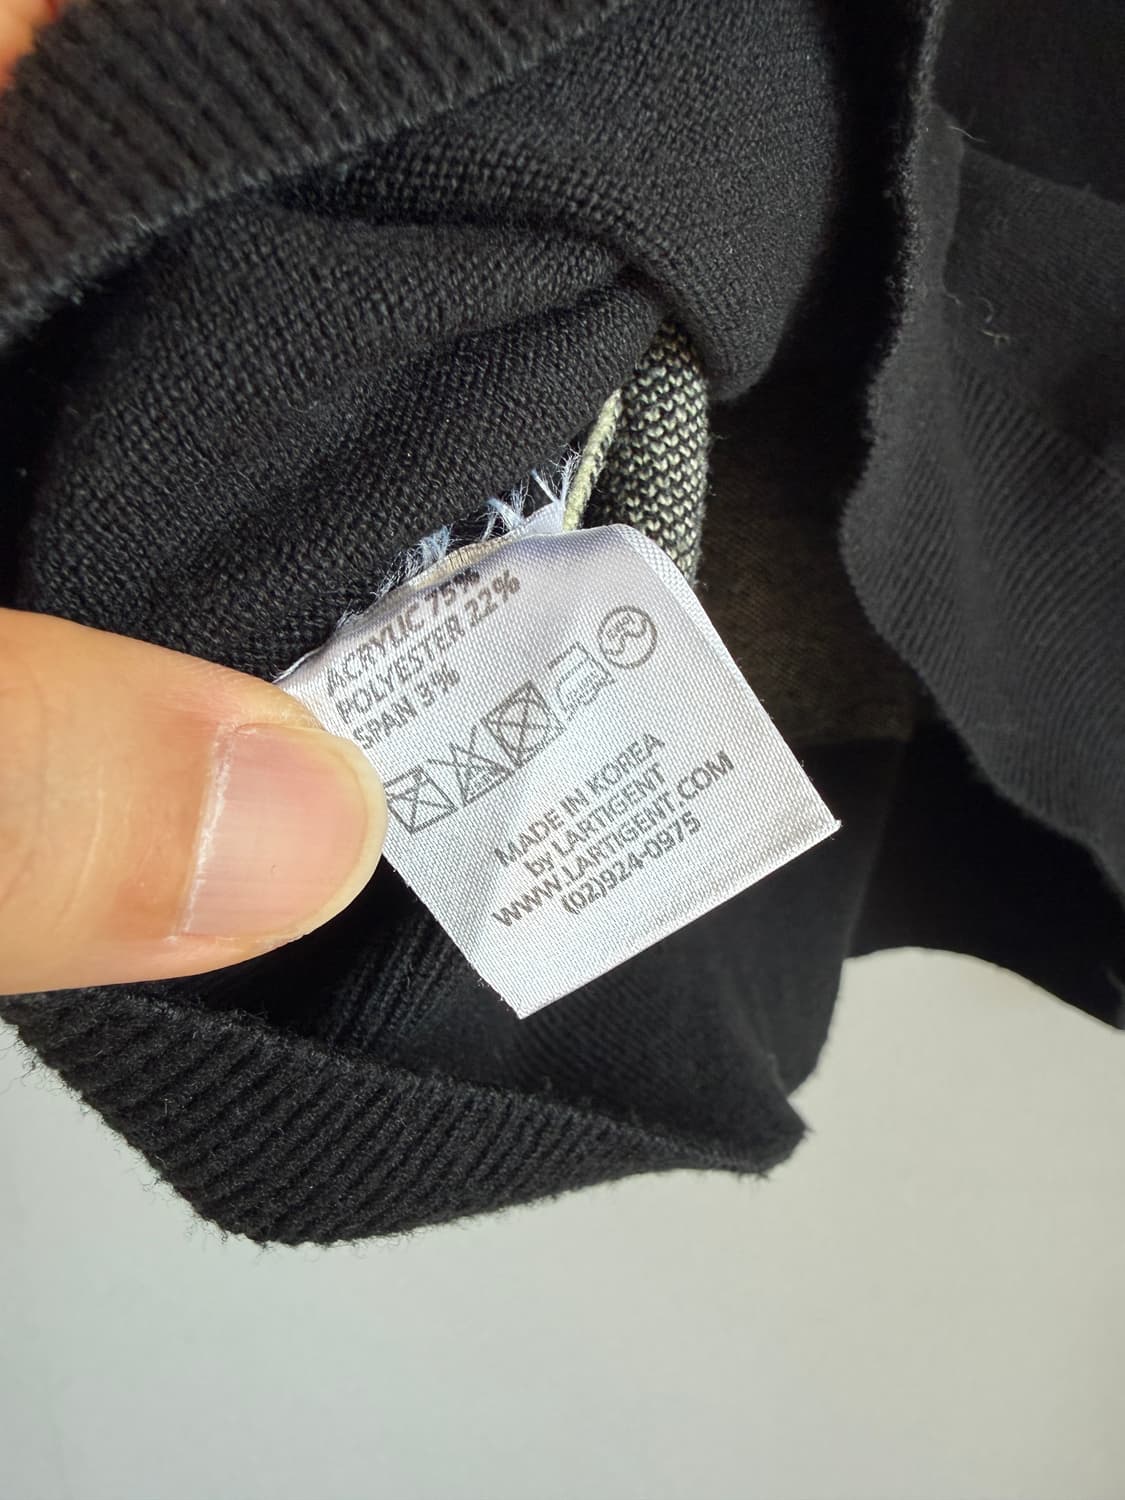 ACRYLIC 75%
POLYESTER 22%
SPAN 3%
MADE IN KOREA
by LARTIGENT
WWW.LARTIGENT.COM
(02)924-0975